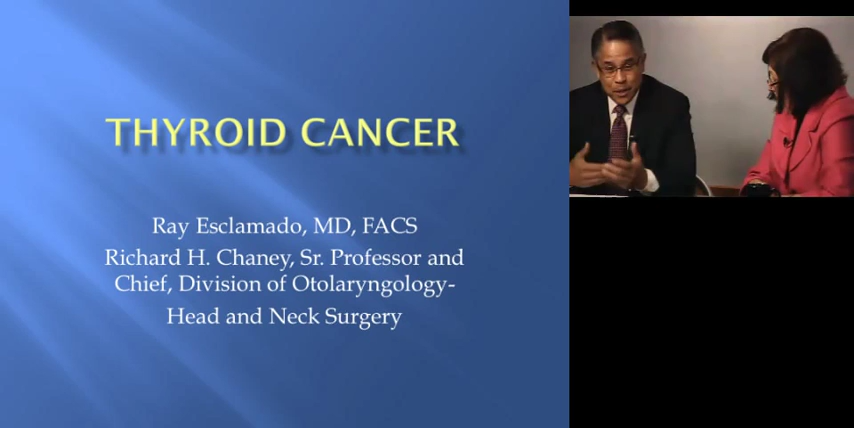 THYROID CANCER
Ray Esclamado, MD, FACS
Richard H. Chaney, Sr. Professor and
Chief, Division of Otolaryngology-
Head and Neck Surgery